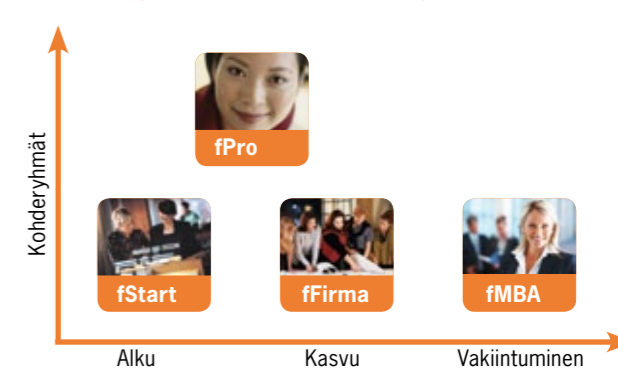 Kohderyhmät
fPro
fStart
fFirma
fMBA
Alku
Kasvu
Vakiintuminen